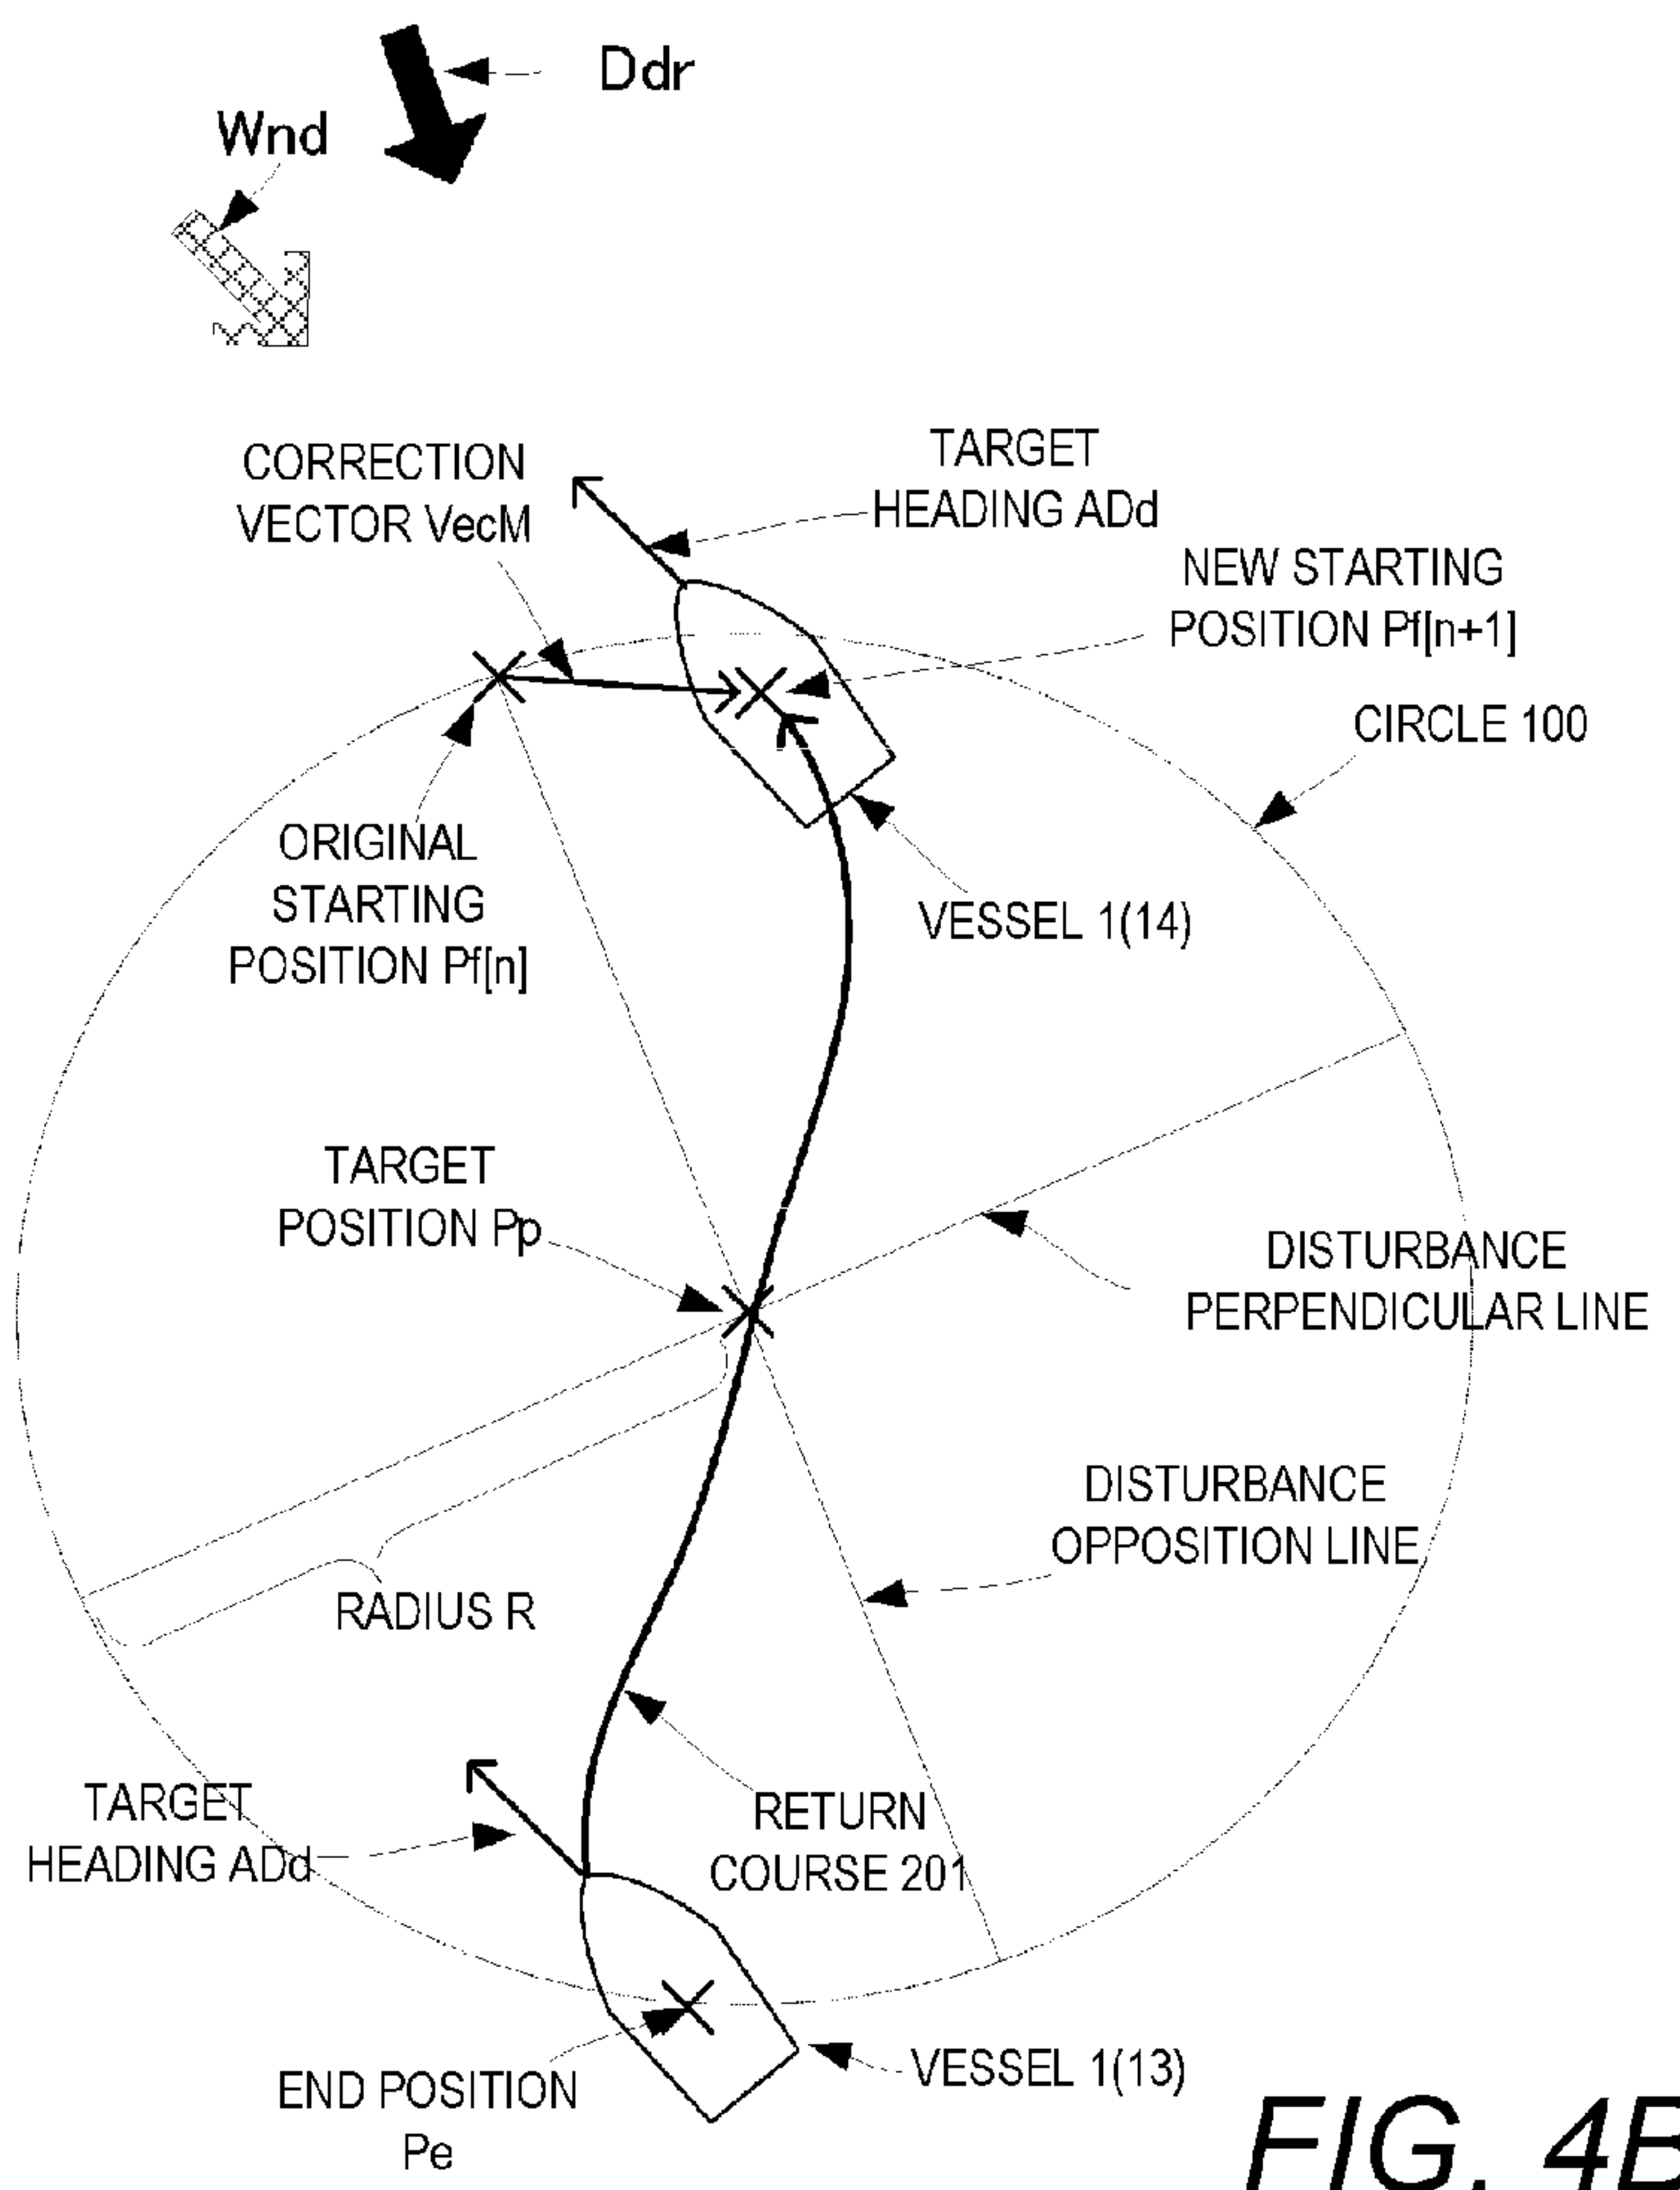 Ddr
Wnd
CORRECTION
VECTOR VecM
TARGET
HEADING ADd
NEW STARTING
POSITION Pf[n+1]
CIRCLE 100
ORIGINAL
STARTING
POSITION Pf[n]
VESSEL 1(14)
TARGET
POSITION Pp
DISTURBANCE
PERPENDICULAR LINE
DISTURBANCE
OPPOSITION LINE
RADIUS R
TARGET
HEADING ADd
RETURN
COURSE 201
END POSITION
Pe
VESSEL 1(13)
FIG. 4B